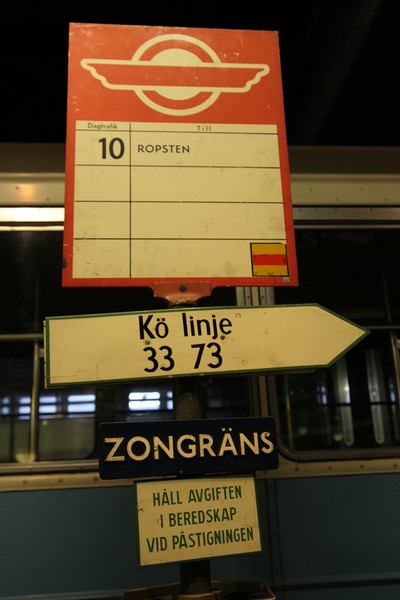 Dagtrafik Till
10 ROPSTEN
Kö linje
33 73
ZONGRÄNS
HÅLL AVGIFTEN
I BEREDSKAP
VID PÅSTIGNINGEN